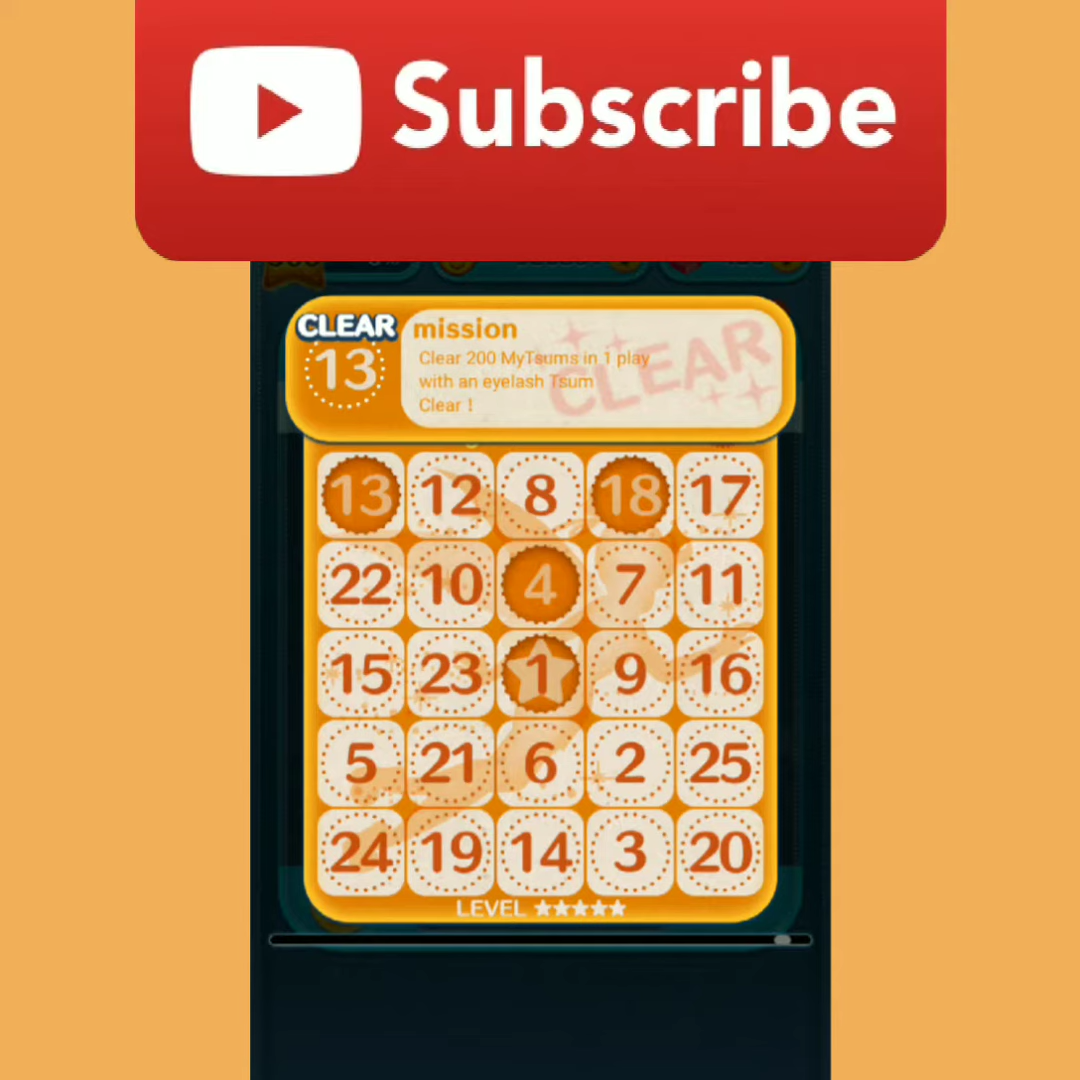 Subscribe
CLEAR
13
mission
Clear 200 MyTsums in 1 play
with an eyelash Tsum
Clear !
CLEAR
13 12 8 18 17
22 10 4 7 11
15 23 1 9 16
5 21 6 2 25
24 19 14 3 20
LEVEL ★★★★★